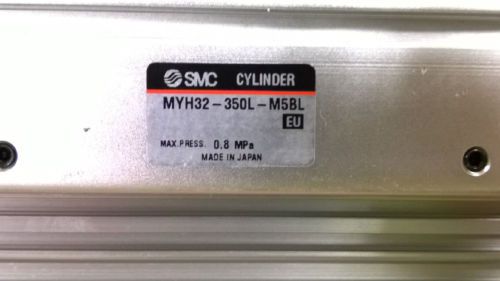 SMC CYLINDER
MYH32-350L-M5BL
EU
MAX.PRESS. 0.8 MPa
MADE IN JAPAN